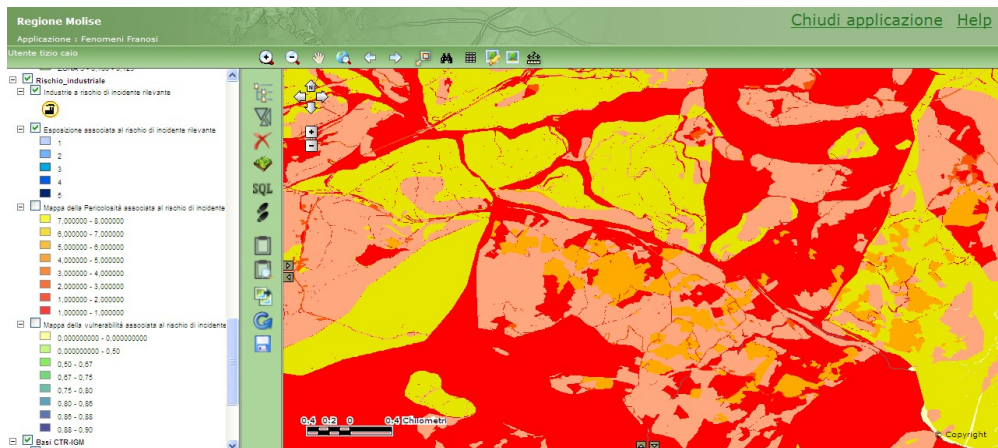 Regione Molise
Chiudi applicazione Help
Applicazione : Fenomeni Franosi
Utente tizio caio
Rischio_industriale
Industrie a rischio di incidente rilevante
Esposizione associata al rischio di incidente rilevante
1
2
3
4
5
Mappa della Pericolosità associata al rischio di incidente
7,000000 - 8,000000
6,000000 - 7,000000
5,000000 - 6,000000
4,000000 - 5,000000
3,000000 - 4,000000
2,000000 - 3,000000
1,000000 - 2,000000
1,000000 - 1,000000
Mappa della vulnerabilità associata al rischio di incidente
0,000000000 - 0,000000000
0,000000000 - 0,50
0,50 - 0,67
0,67 - 0,75
0,75 - 0,80
0,80 - 0,86
0,86 - 0,88
0,88 - 0,90
Basi CTR-IGM
SQL
N
0,4 0,2 0 0,4 Chilometri
© Copyright